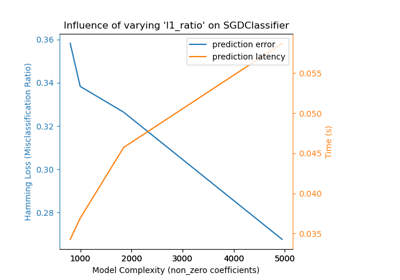 Influence of varying 'l1_ratio' on SGDClassifier
prediction error
prediction latency
0.36
0.34
0.32
0.30
0.28
Hamming Loss (Misclassification Ratio)
0.055
0.050
0.045
0.040
0.035
Time (s)
1000 2000 3000 4000 5000
Model Complexity (non_zero coefficients)